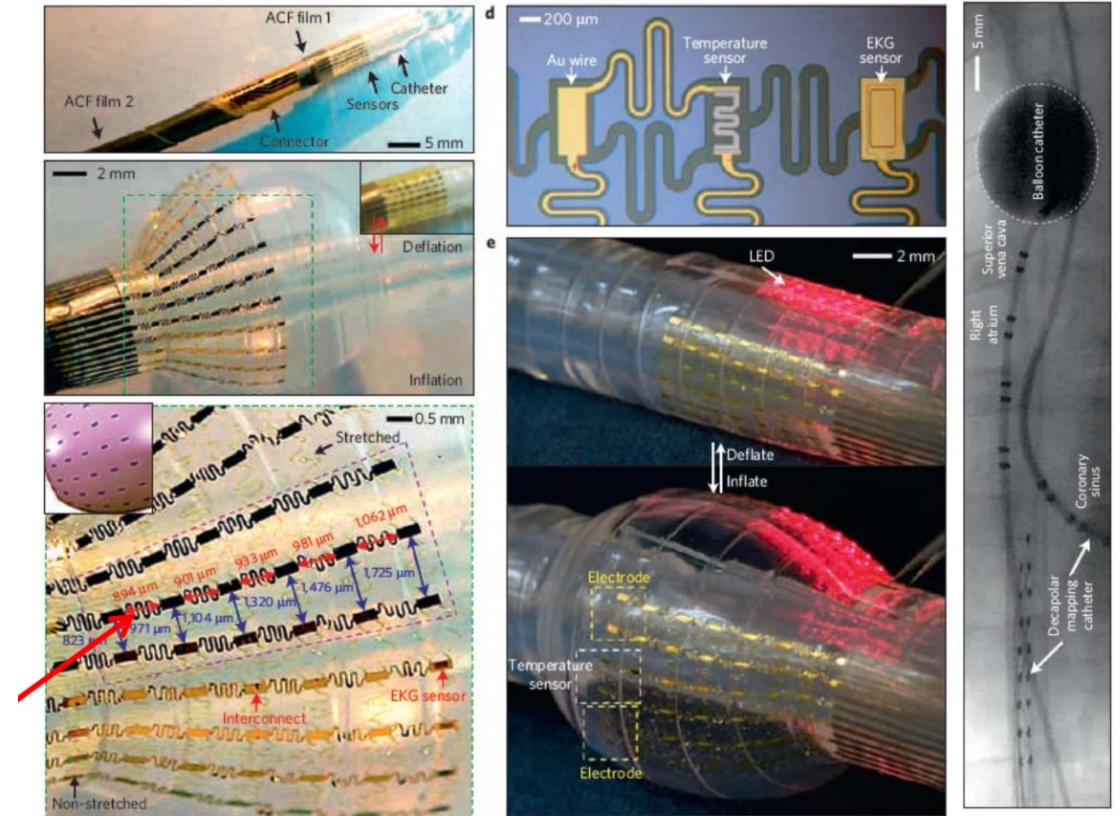 ACF film 1
ACF film 2
Connector
Sensors
Catheter
5 mm
2 mm
Deflation
Inflation
0.5 mm
Stretched
1,062 µm
981 µm
933 µm
901 µm
894 µm
1,725 µm
1,476 µm
1,320 µm
1,104 µm
971 µm
823
EKG sensor
Interconnect
Non-stretched
d
200 µm
Au wire
Temperature
sensor
EKG
sensor
e
LED
2 mm
Deflate
Inflate
Electrode
Temperature
sensor
Electrode
5 mm
Balloon catheter
Superior
vena cava
Right
atrium
Coronary
sinus
Decapolar
mapping
catheter